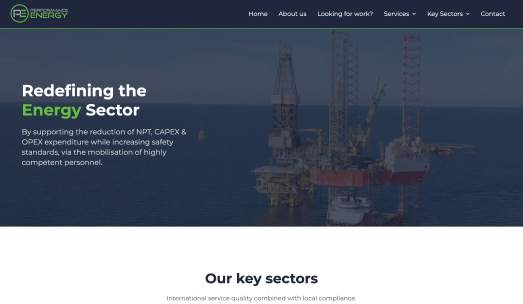 PERFORMANCE
ENERGY
Home
About us
Looking for work?
Services
Key Sectors
Contact
Redefining the
Energy Sector
By supporting the reduction of NPT, CAPEX &
OPEX expenditure while increasing safety
standards, via the mobilisation of highly
competent personnel.
Our key sectors
International service quality combined with local compliance.